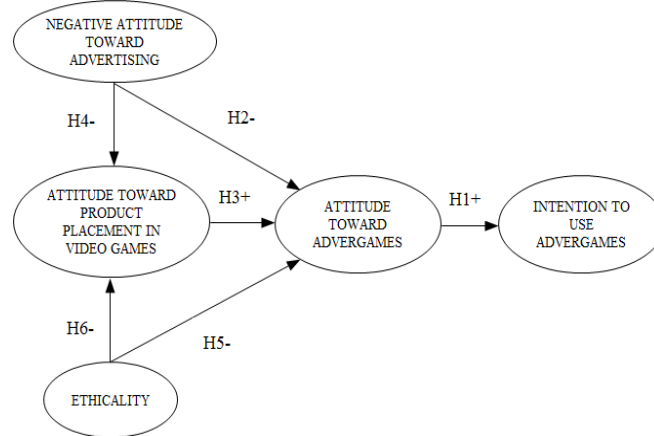 NEGATIVE ATTITUDE
TOWARD
ADVERTISING
H4-
H2-
ATTITUDE TOWARD
PRODUCT
PLACEMENT IN
VIDEO GAMES
H3+
ATTITUDE
TOWARD
ADVERGAMES
H1+
INTENTION TO
USE
ADVERGAMES
H6-
H5-
ETHICALITY